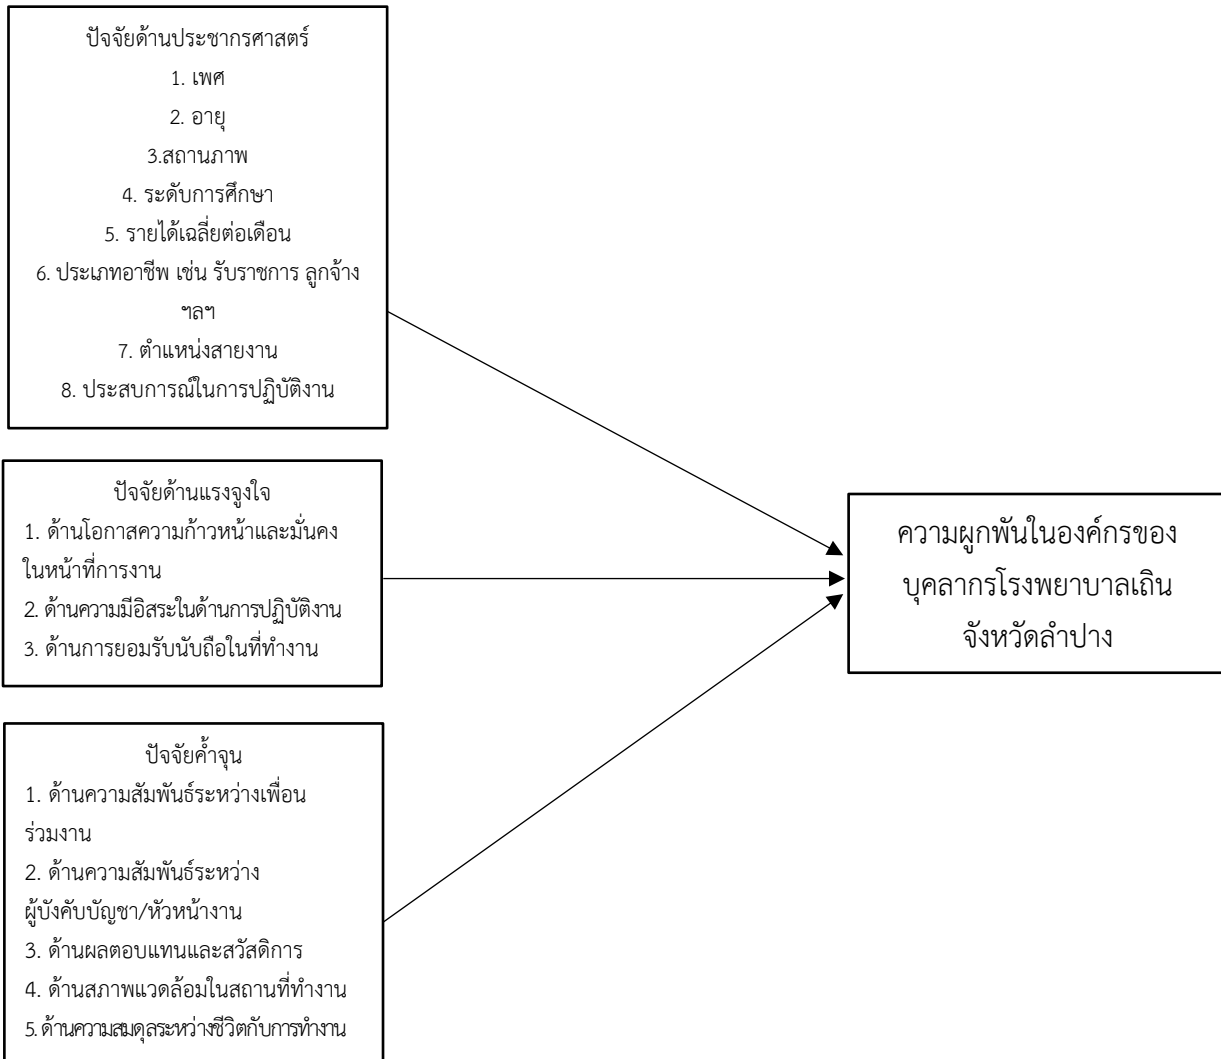 ปัจจัยด้านประชากรศาสตร์
1. เพศ
2. อายุ
3.สถานภาพ
4. ระดับการศึกษา
5. รายได้เฉลี่ยต่อเดือน
6. ประเภทอาชีพ เช่น รับราชการ ลูกจ้าง
ฯลฯ
7. ตำแหน่งสายงาน
8. ประสบการณ์ในการปฏิบัติงาน
ปัจจัยด้านแรงจูงใจ
1. ด้านโอกาสความก้าวหน้าและมั่นคง
ในหน้าที่การงาน
2. ด้านความมีอิสระในด้านการปฏิบัติงาน
3. ด้านการยอมรับนับถือในที่ทำงาน
ปัจจัยค้ำจุน
1. ด้านความสัมพันธ์ระหว่างเพื่อน
ร่วมงาน
2. ด้านความสัมพันธ์ระหว่าง
ผู้บังคับบัญชา/หัวหน้างาน
3. ด้านผลตอบแทนและสวัสดิการ
4. ด้านสภาพแวดล้อมในสถานที่ทำงาน
5. ด้านความสมดุลระหว่างชีวิตกับการทำงาน
ความผูกพันในองค์กรของ
บุคลากรโรงพยาบาลเถิน
จังหวัดลำปาง